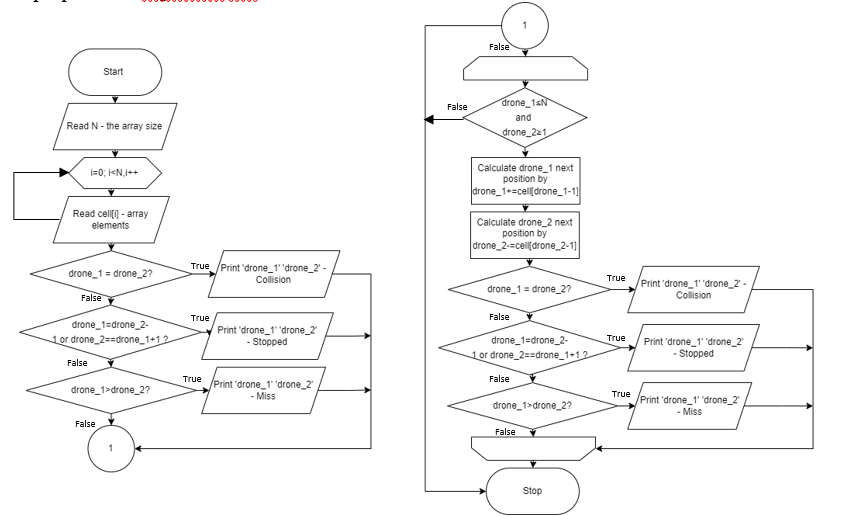 Start
Read N - the array size
i=0; i<N,i++
Read cell[i] - array
elements
drone_1 = drone_2?
True
Print 'drone_1' 'drone_2' -
Collision
False
drone_1=drone_2-
1 or drone_2==drone_1+1 ?
True
Print 'drone_1' 'drone_2'
- Stopped
False
drone_1>drone_2?
True
Print 'drone_1' 'drone_2'
- Miss
False
1
1
False
drone_1≤N
and
drone_2≥1
False
Calculate drone_1 next
position by
drone_1+=cell[drone_1-1]
Calculate drone_2 next
position by
drone_2-=cell[drone_2-1]
drone_1 = drone_2?
True
Print 'drone_1' 'drone_2' -
Collision
False
drone_1=drone_2-
1 or drone_2==drone_1+1 ?
True
Print 'drone_1' 'drone_2'
- Stopped
False
drone_1>drone_2?
True
Print 'drone_1' 'drone_2'
- Miss
False
Stop